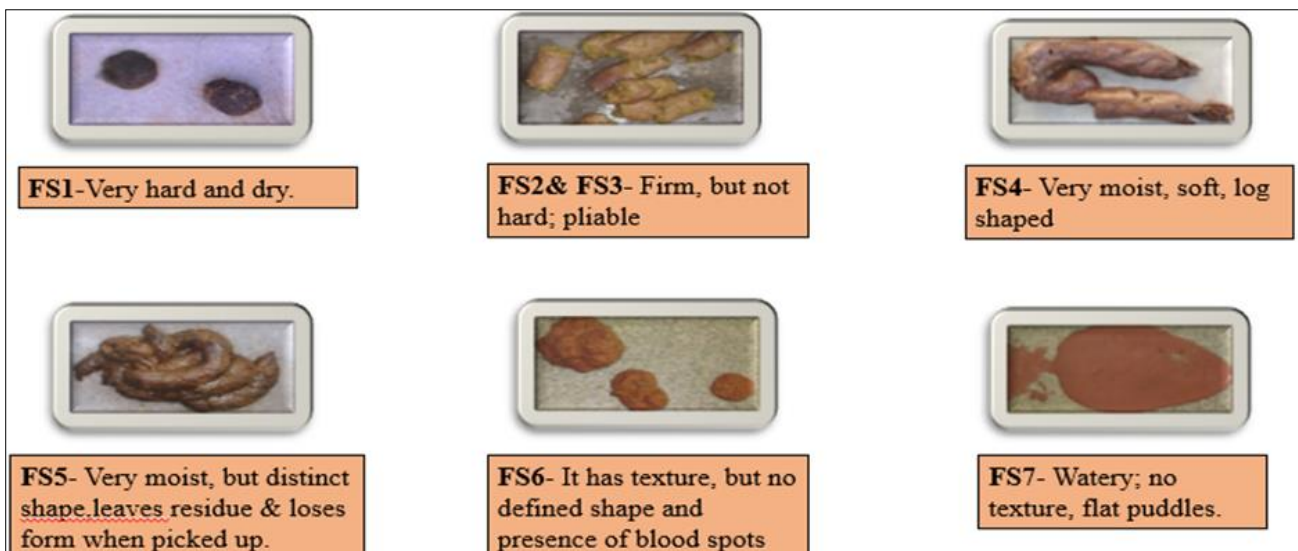 FS1-Very hard and dry.
FS2& FS3- Firm, but not
hard; pliable
FS4- Very moist, soft, log
shaped
FS5- Very moist, but distinct
shape.leaves residue & loses
form when picked up.
FS6- It has texture, but no
defined shape and
presence of blood spots
FS7- Watery; no
texture, flat puddles.